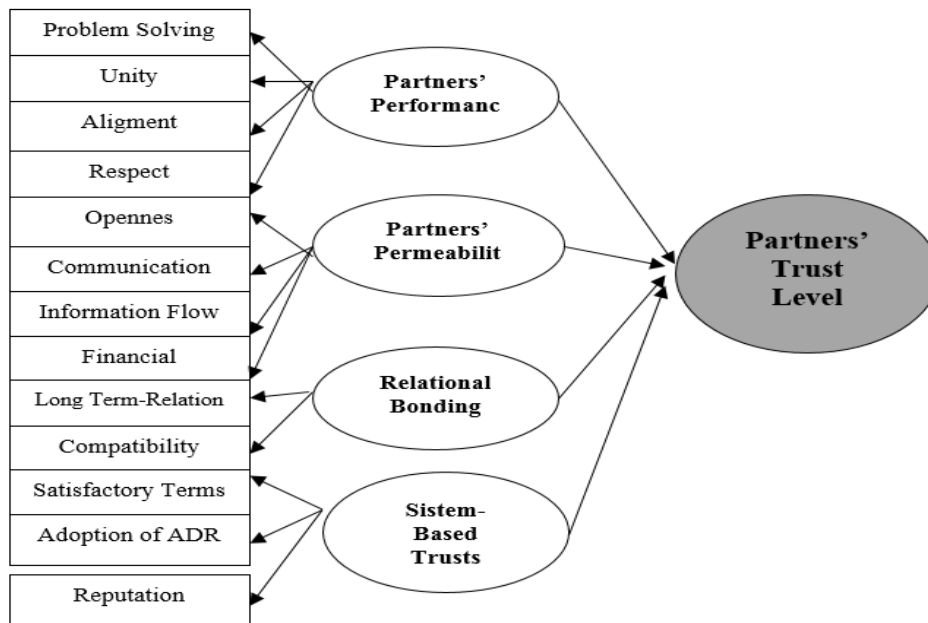 Problem Solving
Unity
Aligment
Respect
Opennes
Communication
Information Flow
Financial
Long Term-Relation
Compatibility
Satisfactory Terms
Adoption of ADR
Reputation
Partners’
Performanc
Partners’
Permeabilit
Relational
Bonding
Sistem-
Based
Trusts
Partners’
Trust
Level